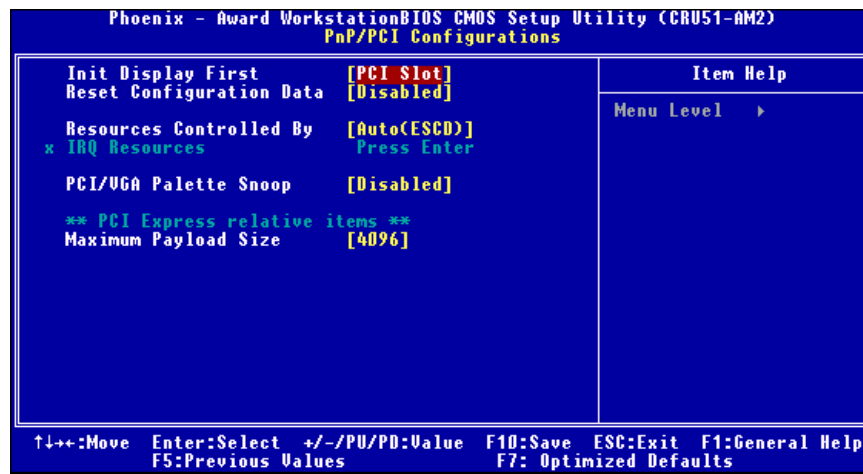 Phoenix - Award WorkstationBIOS CMOS Setup Utility (CRU51-AM2)
PnP/PCI Configurations
Init Display First [PCI Slot]
Reset Configuration Data [Disabled]
Resources Controlled By [Auto(ESCD)]
x IRQ Resources Press Enter
PCI/VGA Palette Snoop [Disabled]
** PCI Express relative items **
Maximum Payload Size [4096]
Item Help
Menu Level ▸
↑↓→←:Move Enter:Select +/-/PU/PD:Value F10:Save ESC:Exit F1:General Help
F5:Previous Values F7: Optimized Defaults